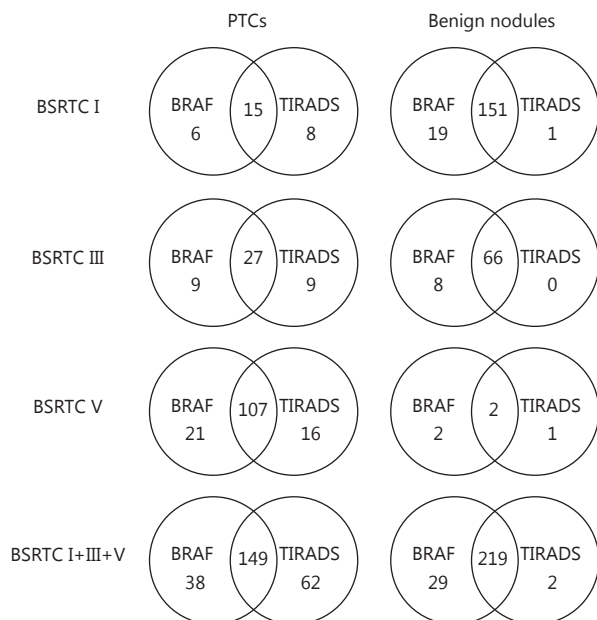 PTCs Benign nodules
BSRTC I BRAF 15 TIRADS BRAF 151 TIRADS
6 8 19 1
BSRTC III BRAF 27 TIRADS BRAF 66 TIRADS
9 9 8 0
BSRTC V BRAF 107 TIRADS BRAF 2 TIRADS
21 16 2 1
BSRTC I+III+V BRAF 149 TIRADS BRAF 219 TIRADS
38 62 29 2